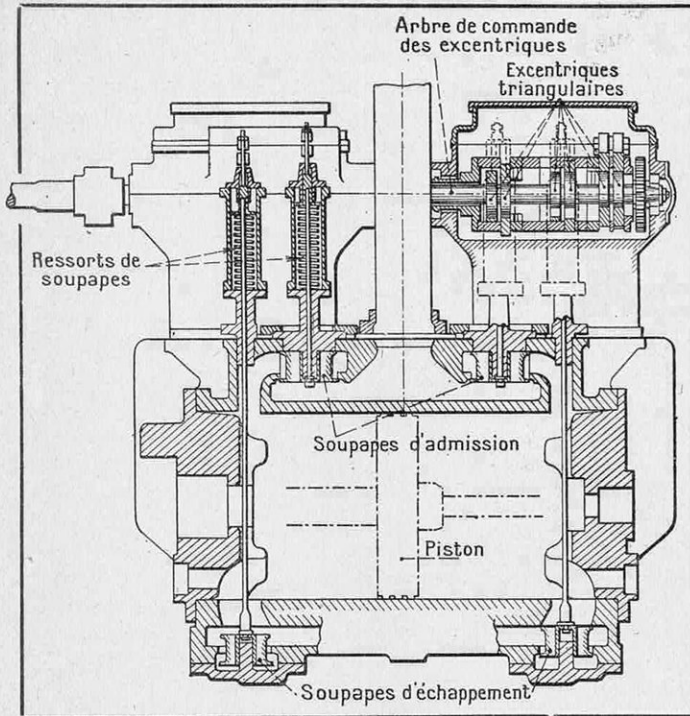 Arbre de commande
des excentriques
Excentriques
triangulaires
Ressorts de
soupapes
Soupapes d'admission
Piston
Soupapes d'échappement